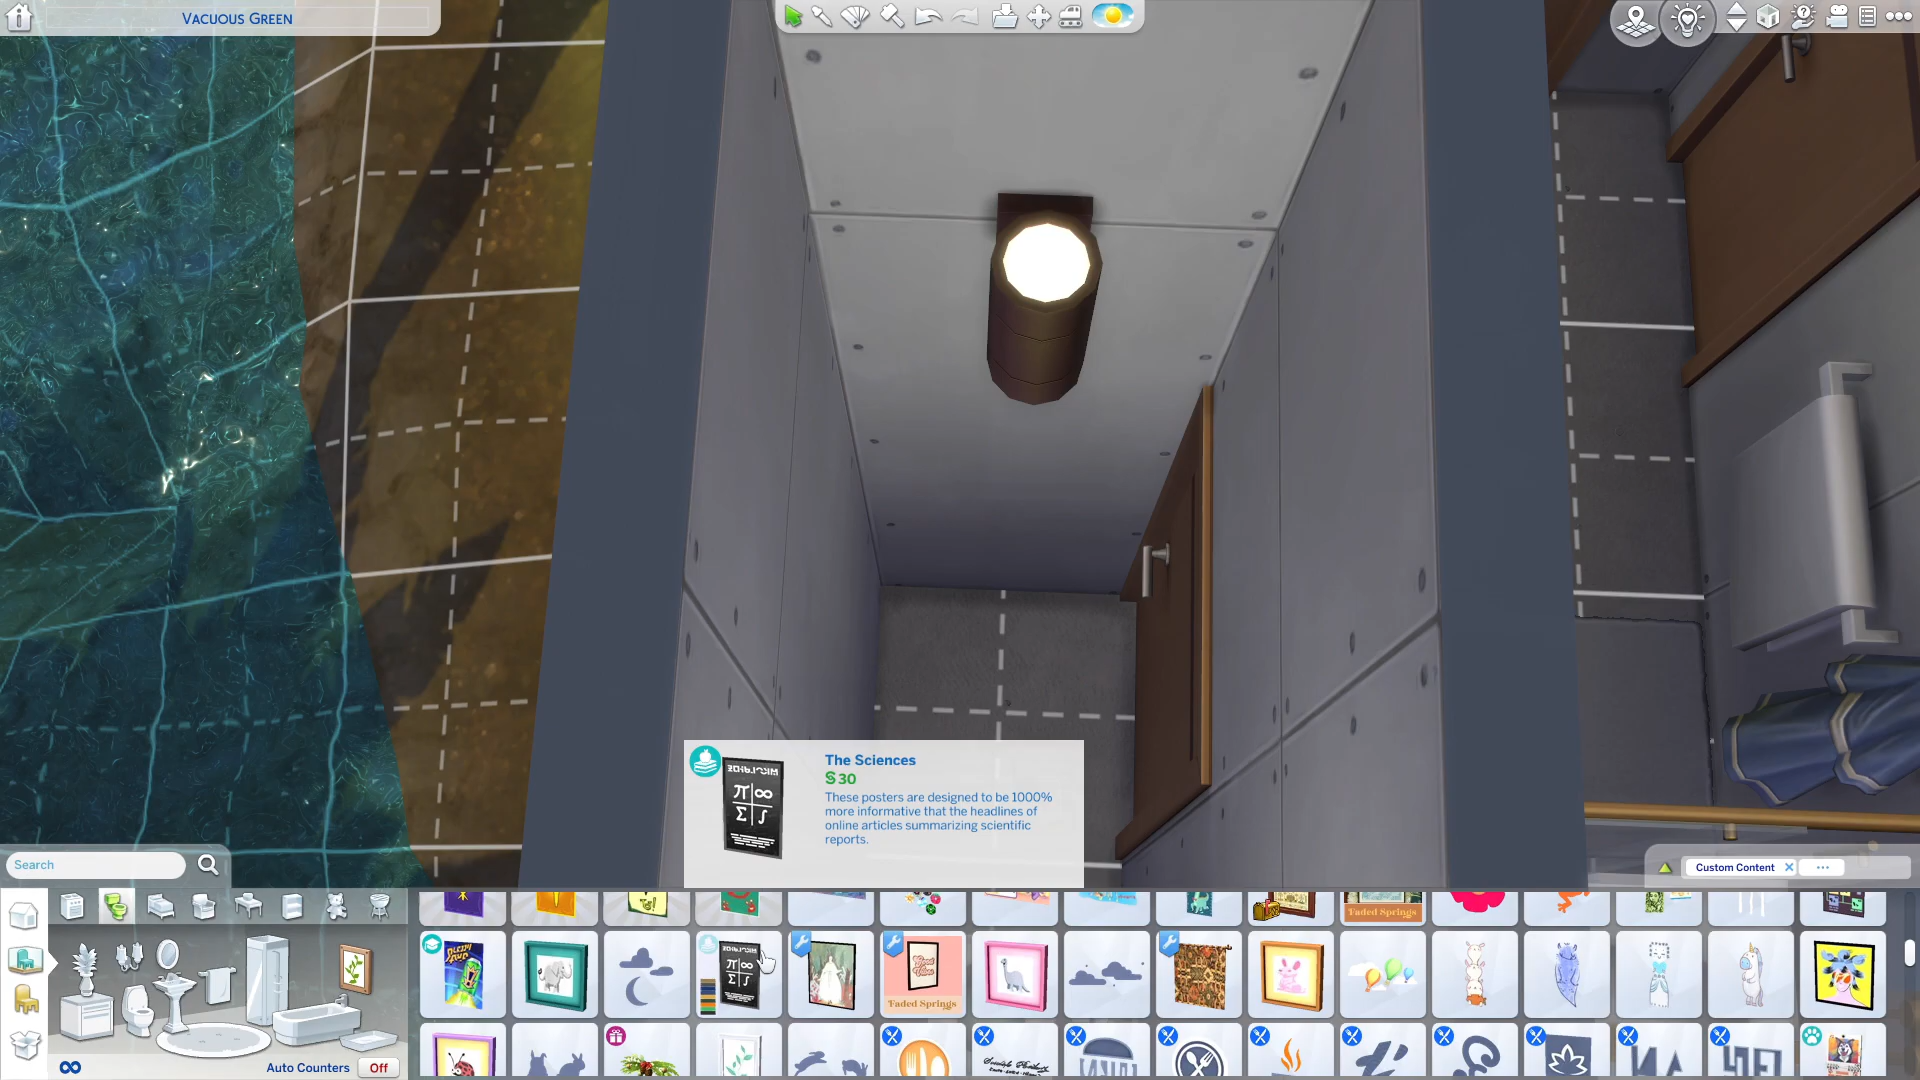 Vacuous Green
The Sciences
§30
These posters are designed to be 1000%
more informative that the headlines of
online articles summarizing scientific
reports.
π ∞
Σ ∫
Search
Custom Content
Faded Springs
Faded Springs
Auto Counters Off